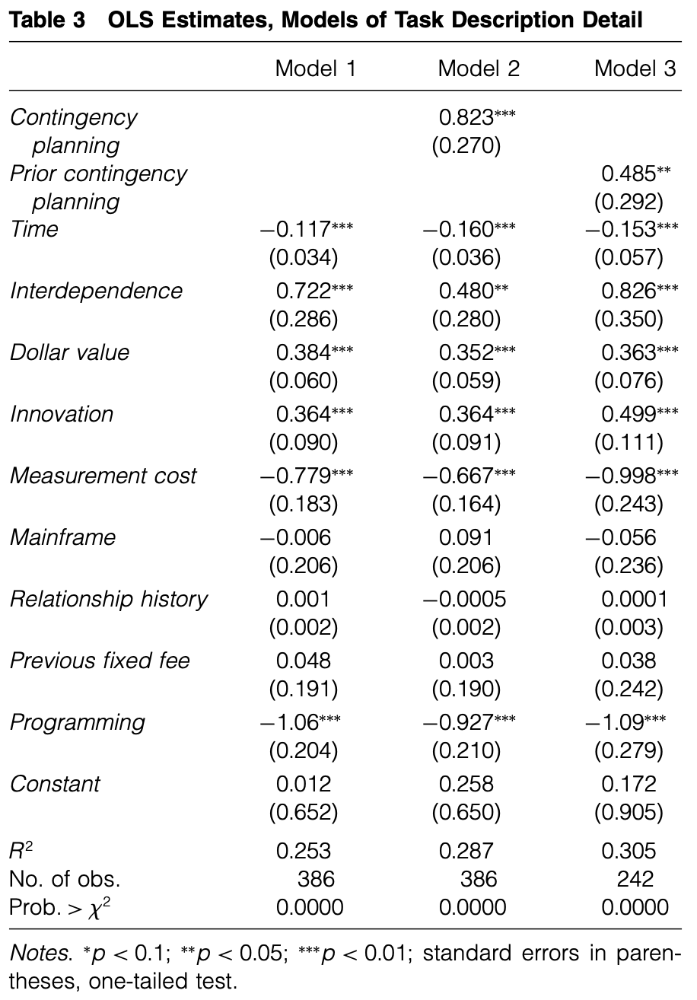 Table 3 OLS Estimates, Models of Task Description Detail
Model 1 Model 2 Model 3
Contingency 0.823***
planning (0.270)
Prior contingency 0.485**
planning (0.292)
Time −0.117*** −0.160*** −0.153***
(0.034) (0.036) (0.057)
Interdependence 0.722*** 0.480** 0.826***
(0.286) (0.280) (0.350)
Dollar value 0.384*** 0.352*** 0.363***
(0.060) (0.059) (0.076)
Innovation 0.364*** 0.364*** 0.499***
(0.090) (0.091) (0.111)
Measurement cost −0.779*** −0.667*** −0.998***
(0.183) (0.164) (0.243)
Mainframe −0.006 0.091 −0.056
(0.206) (0.206) (0.236)
Relationship history 0.001 −0.0005 0.0001
(0.002) (0.002) (0.003)
Previous fixed fee 0.048 0.003 0.038
(0.191) (0.190) (0.242)
Programming −1.06*** −0.927*** −1.09***
(0.204) (0.210) (0.279)
Constant 0.012 0.258 0.172
(0.652) (0.650) (0.905)
R² 0.253 0.287 0.305
No. of obs. 386 386 242
Prob. > χ² 0.0000 0.0000 0.0000
Notes. *p < 0.1; **p < 0.05; ***p < 0.01; standard errors in paren-
theses, one-tailed test.